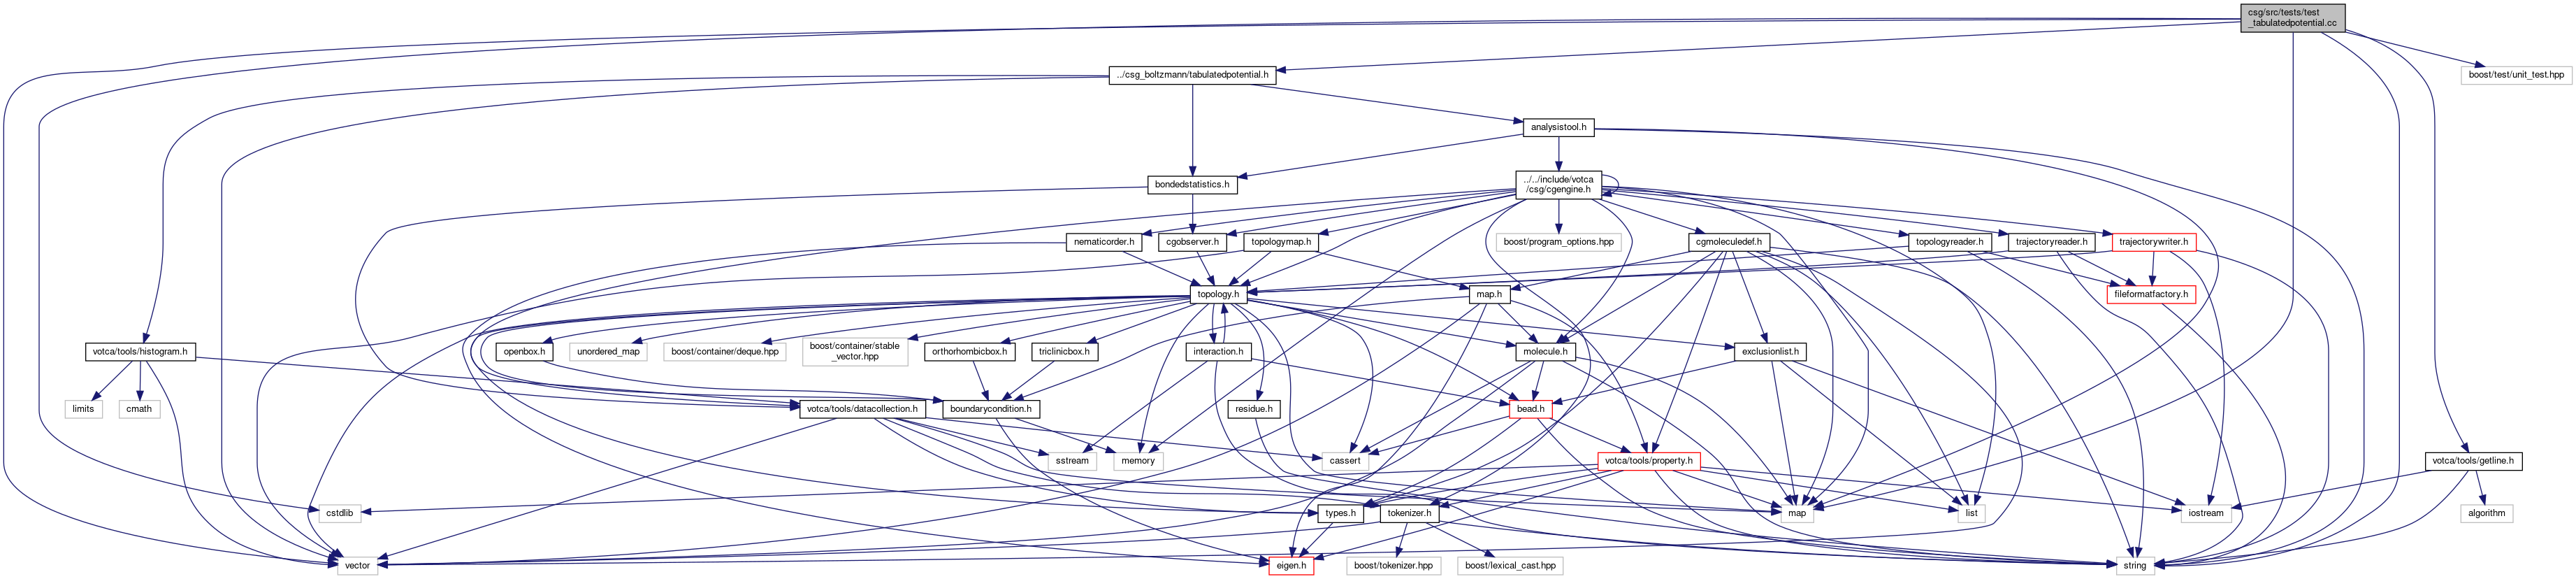 csg/src/tests/test
_tabulatedpotential.cc
../csg_boltzmann/tabulatedpotential.h
boost/test/unit_test.hpp
analysistool.h
bondedstatistics.h
../../include/votca
/csg/cgengine.h
nematicorder.h
cgobserver.h
topologymap.h
boost/program_options.hpp
cgmoleculedef.h
topologyreader.h
trajectoryreader.h
trajectorywriter.h
topology.h
map.h
fileformatfactory.h
votca/tools/histogram.h
openbox.h
unordered_map
boost/container/deque.hpp
boost/container/stable
_vector.hpp
orthorhombicbox.h
triclinicbox.h
interaction.h
molecule.h
exclusionlist.h
limits
cmath
votca/tools/datacollection.h
boundarycondition.h
residue.h
bead.h
sstream
memory
cassert
votca/tools/property.h
votca/tools/getline.h
cstdlib
types.h
tokenizer.h
map
list
iostream
algorithm
vector
eigen.h
boost/tokenizer.hpp
boost/lexical_cast.hpp
string